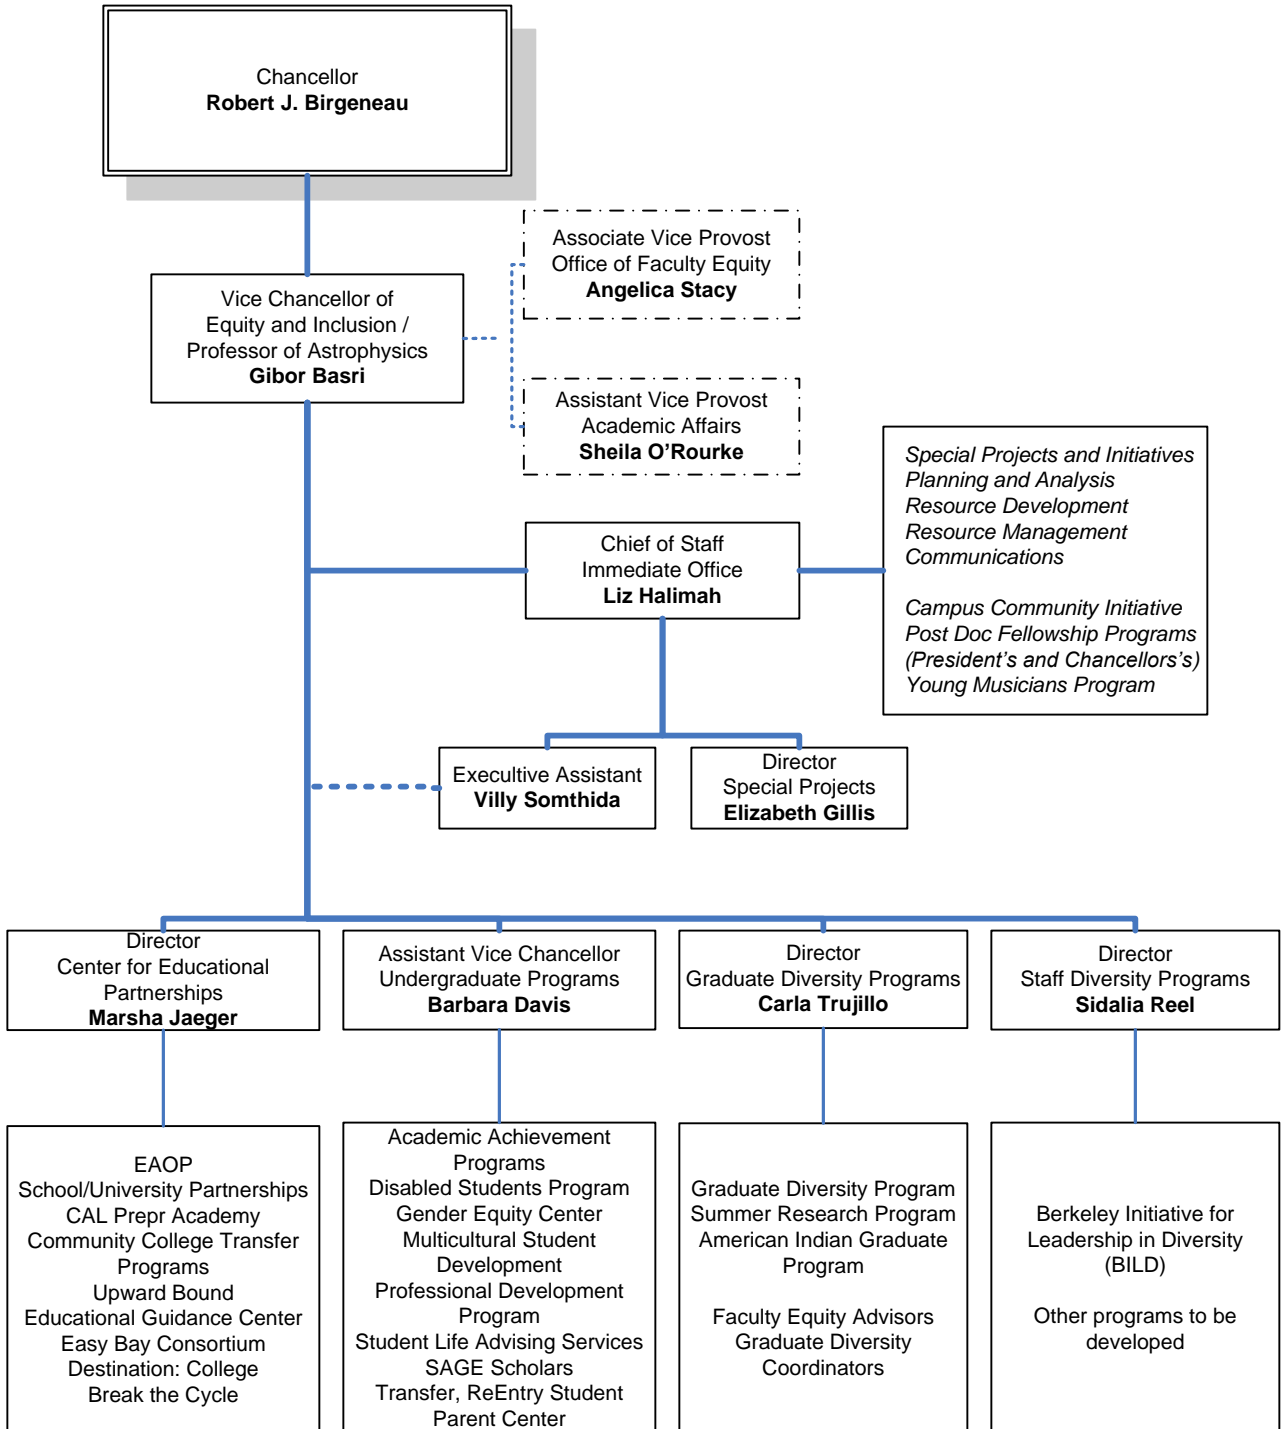 Chancellor
Robert J. Birgeneau
Associate Vice Provost
Office of Faculty Equity
Angelica Stacy
Vice Chancellor of
Equity and Inclusion /
Professor of Astrophysics
Gibor Basri
Assistant Vice Provost
Academic Affairs
Sheila O’Rourke
Special Projects and Initiatives
Planning and Analysis
Resource Development
Resource Management
Communications
Campus Community Initiative
Post Doc Fellowship Programs
(President’s and Chancellors’s)
Young Musicians Program
Chief of Staff
Immediate Office
Liz Halimah
Executive Assistant
Villy Somthida
Director
Special Projects
Elizabeth Gillis
Director
Center for Educational
Partnerships
Marsha Jaeger
Assistant Vice Chancellor
Undergraduate Programs
Barbara Davis
Director
Graduate Diversity Programs
Carla Trujillo
Director
Staff Diversity Programs
Sidalia Reel
EAOP
School/University Partnerships
CAL Prepr Academy
Community College Transfer
Programs
Upward Bound
Educational Guidance Center
Easy Bay Consortium
Destination: College
Break the Cycle
Academic Achievement
Programs
Disabled Students Program
Gender Equity Center
Multicultural Student
Development
Professional Development
Program
Student Life Advising Services
SAGE Scholars
Transfer, ReEntry Student
Parent Center
Graduate Diversity Program
Summer Research Program
American Indian Graduate
Program
Faculty Equity Advisors
Graduate Diversity
Coordinators
Berkeley Initiative for
Leadership in Diversity
(BILD)
Other programs to be
developed